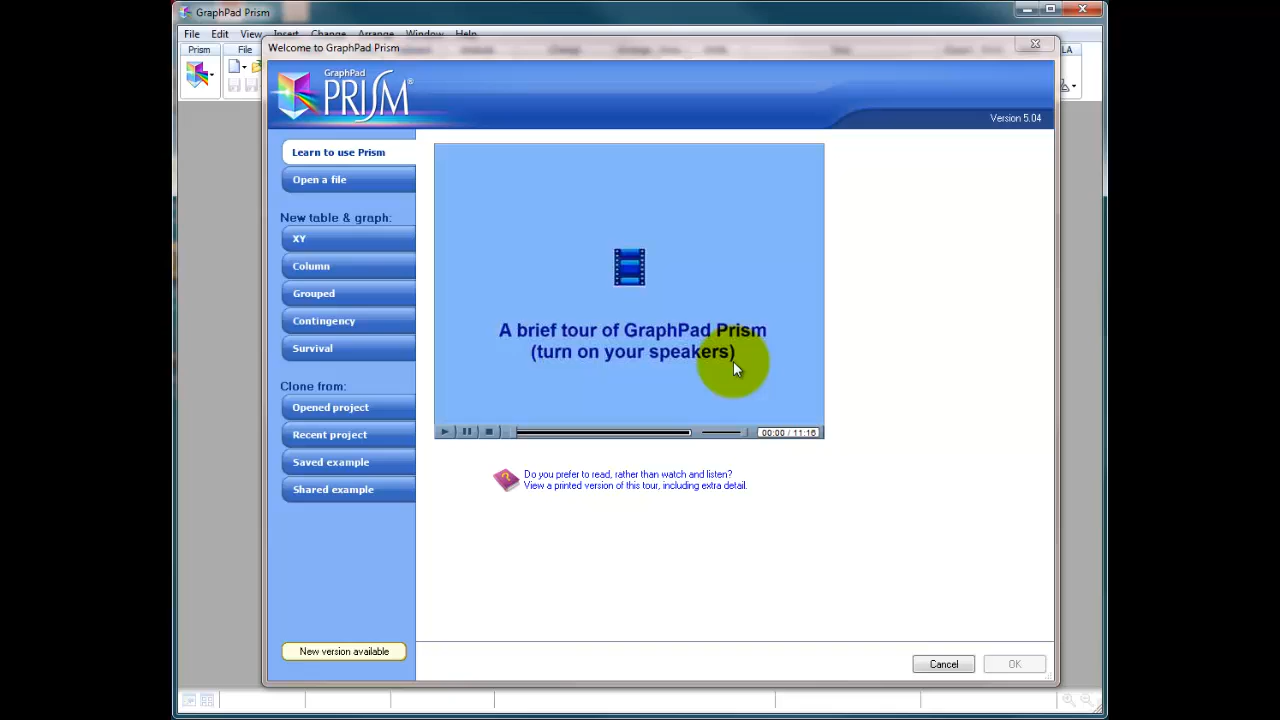 GraphPad Prism
File Edit View Insert Change Arrange Window Help
Prism File LA
Welcome to GraphPad Prism
GraphPad
PRISM®
Version 5.04
Learn to use Prism
Open a file
New table & graph:
XY
Column
Grouped
Contingency
Survival
Clone from:
Opened project
Recent project
Saved example
Shared example
New version available
A brief tour of GraphPad Prism
(turn on your speakers)
00:00 / 11:16
Do you prefer to read, rather than watch and listen?
View a printed version of this tour, including extra detail.
Cancel OK